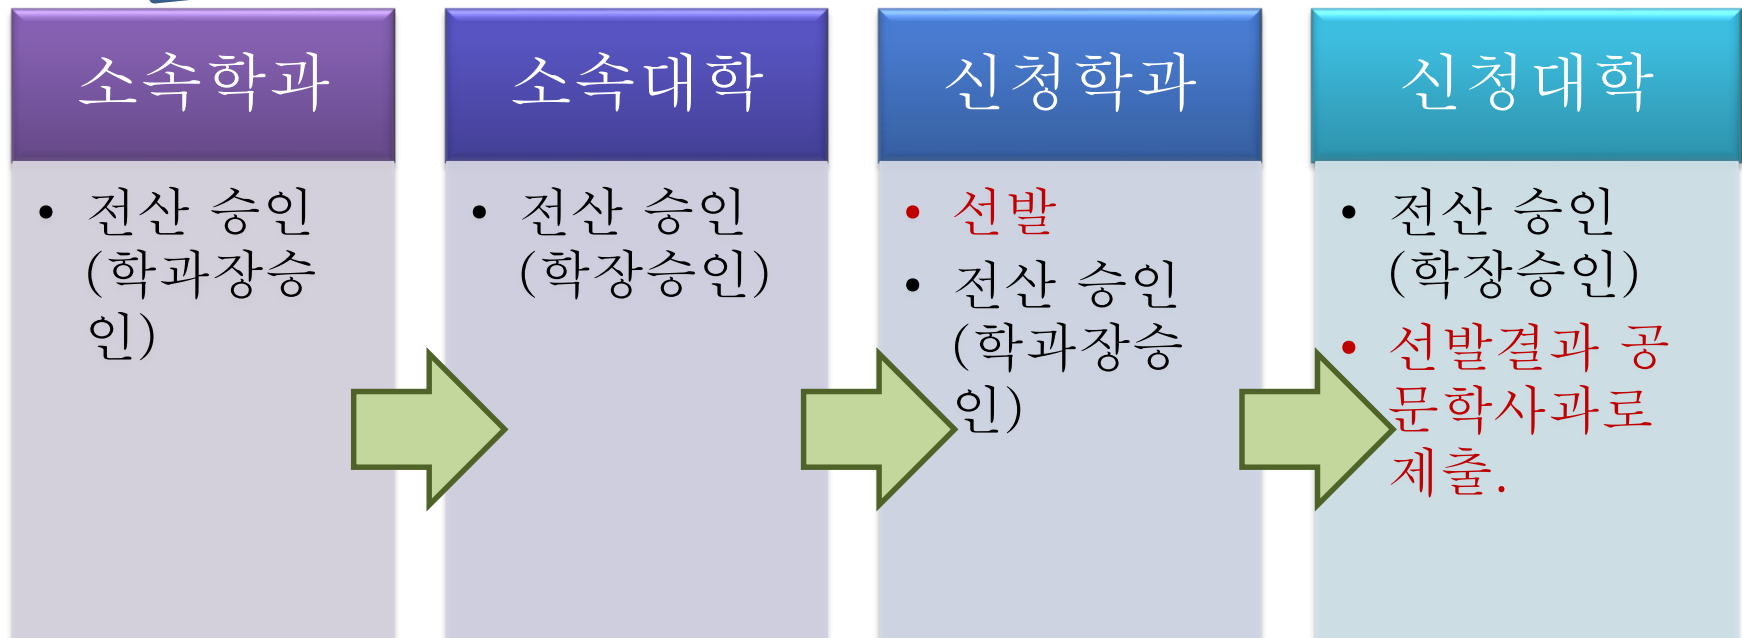 소속학과
• 전산 승인
(학과장승
인)
소속대학
• 전산 승인
(학장승인)
신청학과
• 선발
• 전산 승인
(학과장승
인)
신청대학
• 전산 승인
(학장승인)
• 선발결과 공
문학사과로
제출.